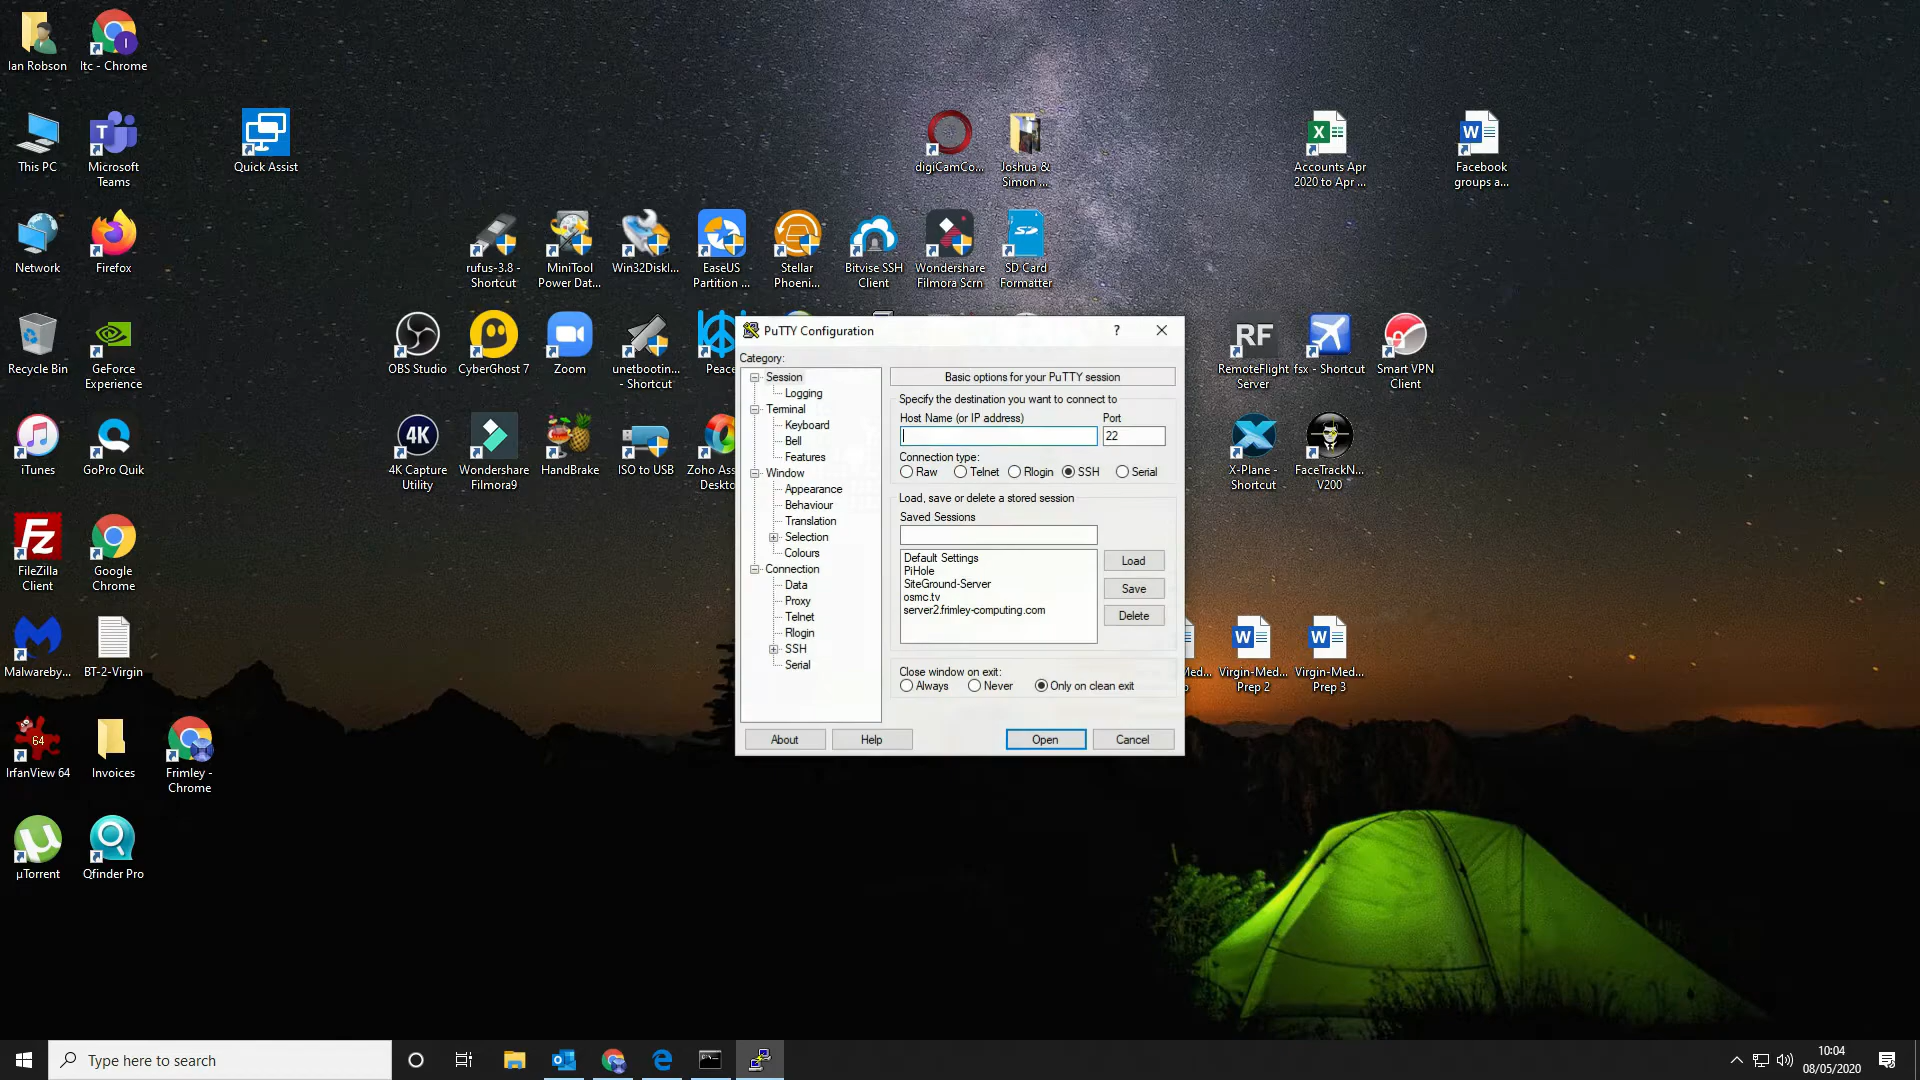 Ian Robson
Itc - Chrome
This PC
Microsoft
Teams
Quick Assist
digiCamCo...
Joshua &
Simon ...
Accounts Apr
2020 to Apr ...
Facebook
groups a...
Network
Firefox
rufus-3.8 -
Shortcut
MiniTool
Power Dat...
Win32DiskI...
EaseUS
Partition ...
Stellar
Phoeni...
Bitvise SSH
Client
Wondershare
Filmora Scrn
SD Card
Formatter
Recycle Bin
GeForce
Experience
OBS Studio
CyberGhost 7
Zoom
unetbootin...
- Shortcut
Peace
RF
RemoteFlight
Server
fsx - Shortcut
Smart VPN
Client
iTunes
GoPro Quik
4K
4K Capture
Utility
Wondershare
Filmora9
HandBrake
ISO to USB
Zoho Ass
Deskto
X-Plane -
Shortcut
FaceTrackN...
V200
FileZilla
Client
Google
Chrome
Malwareby...
BT-2-Virgin
Med...
Virgin-Med...
Prep 2
Virgin-Med...
Prep 3
64
IrfanView 64
Invoices
Frimley -
Chrome
µTorrent
Qfinder Pro
PuTTY Configuration
?
Category:
Session
Logging
Terminal
Keyboard
Bell
Features
Window
Appearance
Behaviour
Translation
Selection
Colours
Connection
Data
Proxy
Telnet
Rlogin
SSH
Serial
Basic options for your PuTTY session
Specify the destination you want to connect to
Host Name (or IP address) Port
22
Connection type:
Raw Telnet Rlogin SSH Serial
Load, save or delete a stored session
Saved Sessions
Default Settings
PiHole
SiteGround-Server
osmc.tv
server2.frimley-computing.com
Load
Save
Delete
Close window on exit:
Always Never Only on clean exit
About Help Open Cancel
Type here to search
10:04
08/05/2020